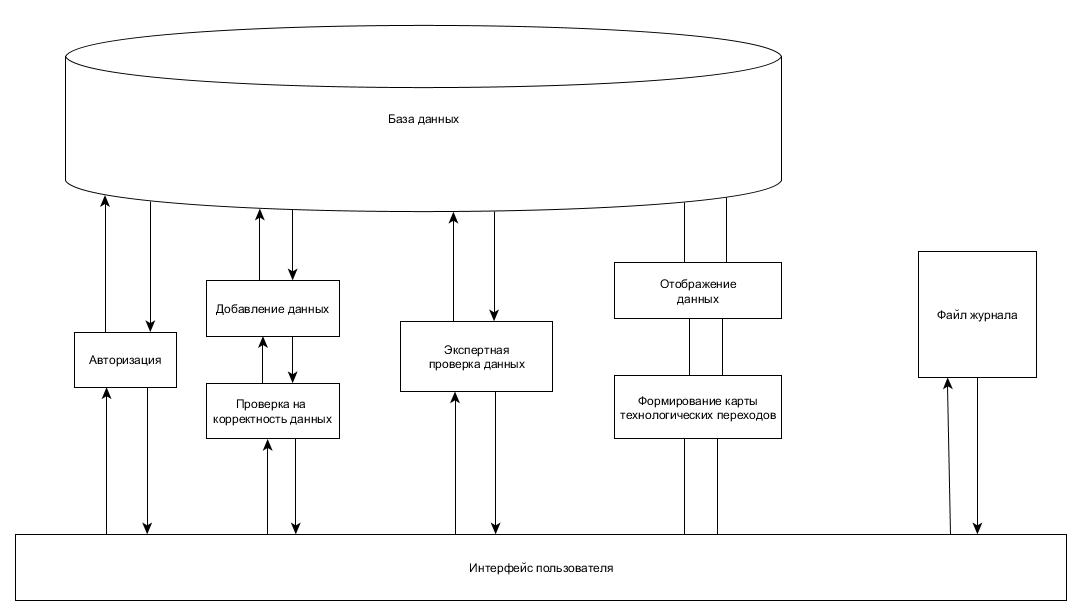 База данных
Отображение
данных
Добавление данных
Файл журнала
Авторизация
Экспертная
проверка данных
Проверка на
корректность данных
Формирование карты
технологических переходов
Интерфейс пользователя